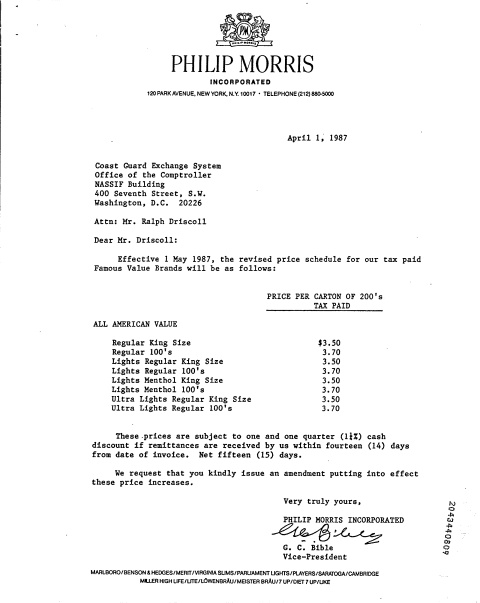 PM
PHILIP MORRIS
INCORPORATED
120 PARK AVENUE, NEW YORK, N.Y. 10017 • TELEPHONE (212) 880-5000
April 1, 1987
Coast Guard Exchange System
Office of the Comptroller
NASSIF Building
400 Seventh Street, S.W.
Washington, D.C. 20226
Attn: Mr. Ralph Driscoll
Dear Mr. Driscoll:
Effective 1 May 1987, the revised price schedule for our tax paid
Famous Value Brands will be as follows:
PRICE PER CARTON OF 200's
TAX PAID
ALL AMERICAN VALUE
Regular King Size $3.50
Regular 100's 3.70
Lights Regular King Size 3.50
Lights Regular 100's 3.70
Lights Menthol King Size 3.50
Lights Menthol 100's 3.70
Ultra Lights Regular King Size 3.50
Ultra Lights Regular 100's 3.70
These prices are subject to one and one quarter (1¼%) cash
discount if remittances are received by us within fourteen (14) days
from date of invoice. Net fifteen (15) days.
We request that you kindly issue an amendment putting into effect
these price increases.
Very truly yours,
PHILIP MORRIS INCORPORATED
G. C. Bible
Vice-President
2043440809
MARLBORO/BENSON & HEDGES/MERIT/VIRGINIA SLIMS/PARLIAMENT LIGHTS/PLAYERS/SARATOGA/CAMBRIDGE
MILLER HIGH LIFE/LITE/LÖWENBRÄU/MEISTER BRÄU/7 UP/DIET 7 UP/LIKE